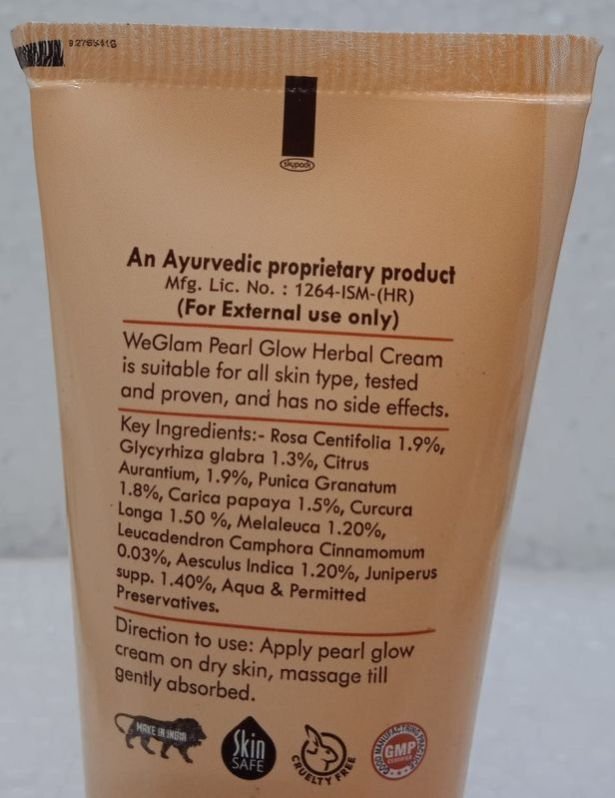 skypack
An Ayurvedic proprietary product
Mfg. Lic. No. : 1264-ISM-(HR)
(For External use only)
WeGlam Pearl Glow Herbal Cream
is suitable for all skin type, tested
and proven, and has no side effects.
Key Ingredients:- Rosa Centifolia 1.9%,
Glycyrhiza glabra 1.3%, Citrus
Aurantium, 1.9%, Punica Granatum
1.8%, Carica papaya 1.5%, Curcura
Longa 1.50 %, Melaleuca 1.20%,
Leucadendron Camphora Cinnamomum
0.03%, Aesculus Indica 1.20%, Juniperus
supp. 1.40%, Aqua & Permitted
Preservatives.
Direction to use: Apply pearl glow
cream on dry skin, massage till
gently absorbed.
MAKE IN INDIA
Skin
SAFE
CRUELTY FREE
GOOD MANUFACTURING PRACTICE
GMP
CERTIFIED